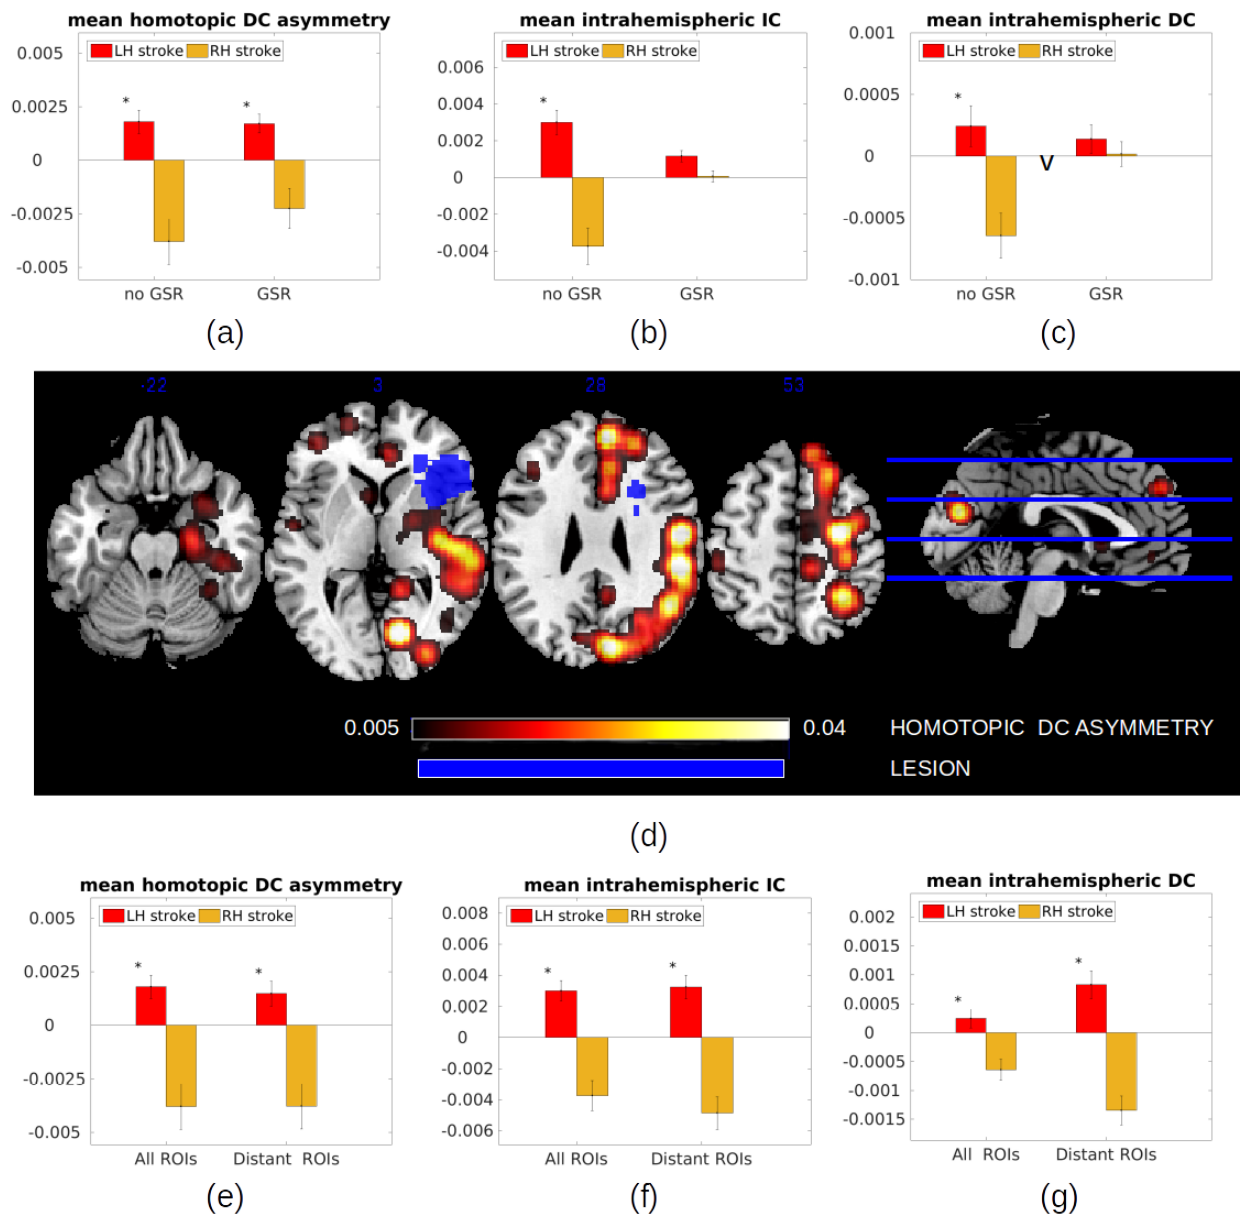 mean homotopic DC asymmetry
LH stroke RH stroke
0.005
0.0025
0
-0.0025
-0.005
no GSR GSR
(a)
mean intrahemispheric IC
LH stroke RH stroke
0.006
0.004
0.002
0
-0.002
-0.004
no GSR GSR
(b)
mean intrahemispheric DC
LH stroke RH stroke
0.001
0.0005
0
-0.0005
-0.001
*
v
no GSR GSR
(c)
-22 3 28 53
0.005 0.04 HOMOTOPIC DC ASYMMETRY
LESION
(d)
mean homotopic DC asymmetry
LH stroke RH stroke
0.005
0.0025
0
-0.0025
-0.005
* *
All ROIs Distant ROIs
(e)
mean intrahemispheric IC
LH stroke RH stroke
0.008
0.006
0.004
0.002
0
-0.002
-0.004
-0.006
* *
All ROIs Distant ROIs
(f)
mean intrahemispheric DC
LH stroke RH stroke
0.002
0.0015
0.001
0.0005
0
-0.0005
-0.001
-0.0015
* *
All ROIs Distant ROIs
(g)